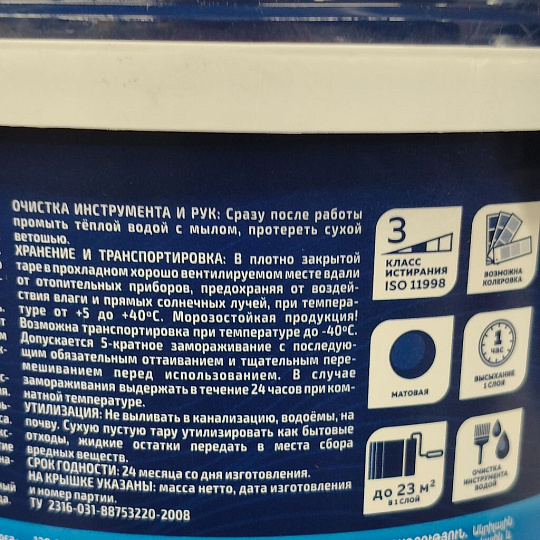 ОЧИСТКА ИНСТРУМЕНТА И РУК: Сразу после работы
промыть тёплой водой с мылом, протереть сухой
ветошью.
ХРАНЕНИЕ И ТРАНСПОРТИРОВКА: В плотно закрытой
таре в прохладном хорошо вентилируемом месте вдали
от отопительных приборов, предохраняя от воздей-
ствия влаги и прямых солнечных лучей, при темпера-
туре от +5 до +40°С. Морозостойкая продукция!
Возможна транспортировка при температуре до -40°С.
Допускается 5-кратное замораживание с последую-
щим обязательным оттаиванием и тщательным пере-
мешиванием перед использованием. В случае
замораживания выдержать в течение 24 часов при ком-
натной температуре.
УТИЛИЗАЦИЯ: Не выливать в канализацию, водоёмы, на
почву. Сухую пустую тару утилизировать как бытовые
отходы, жидкие остатки передать в места сбора
вредных веществ.
СРОК ГОДНОСТИ: 24 месяца со дня изготовления.
НА КРЫШКЕ УКАЗАНЫ: масса нетто, дата изготовления
и номер партии.
ТУ 2316-031-88753220-2008
3
КЛАСС
ИСТИРАНИЯ
ISO 11998
ВОЗМОЖНА
КОЛЕРОВКА
МАТОВАЯ
1
час
ВЫСЫХАНИЕ
1 СЛОЯ
до 23 м²
В 1 СЛОЙ
ОЧИСТКА
ИНСТРУМЕНТА
ВОДОЙ